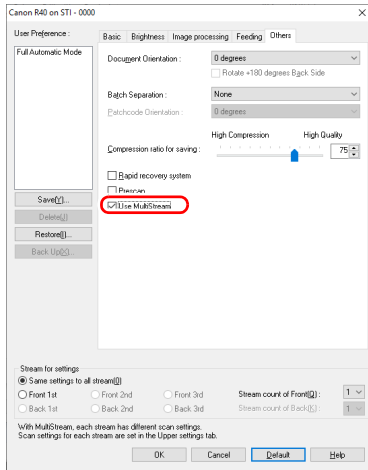 Canon R40 on STI - 0000
User Preference :
Full Automatic Mode
Save(Y)...
Delete(J)
Restore(I)...
Back Up(X)...
Basic Brightness Image processing Feeding Others
Document Orientation : 0 degrees
Rotate +180 degrees Back Side
Batch Separation : None
Patchcode Orientation : 0 degrees
High Compression High Quality
Compression ratio for saving : 75
Rapid recovery system
Prescan
Use MultiStream
Stream for settings
Same settings to all stream(0)
Front 1st Front 2nd Front 3rd Stream count of Front(Q) : 1
Back 1st Back 2nd Back 3rd Stream count of Back(K) : 1
With MultiStream, each stream has different scan settings.
Scan settings for each stream are set in the Upper settings tab.
OK Cancel Default Help